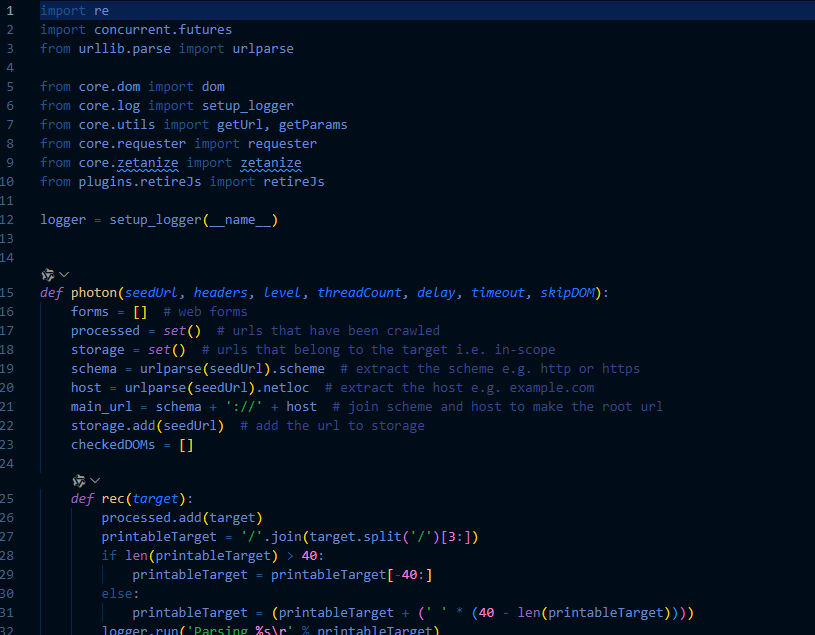 1 import re
2 import concurrent.futures
3 from urllib.parse import urlparse
4
5 from core.dom import dom
6 from core.log import setup_logger
7 from core.utils import getUrl, getParams
8 from core.requester import requester
9 from core.zetanize import zetanize
10 from plugins.retireJs import retireJs
11
12 logger = setup_logger(__name__)
13
14
15 def photon(seedUrl, headers, level, threadCount, delay, timeout, skipDOM):
16     forms = []  # web forms
17     processed = set()  # urls that have been crawled
18     storage = set()  # urls that belong to the target i.e. in-scope
19     schema = urlparse(seedUrl).scheme  # extract the scheme e.g. http or https
20     host = urlparse(seedUrl).netloc  # extract the host e.g. example.com
21     main_url = schema + '://' + host  # join scheme and host to make the root url
22     storage.add(seedUrl)  # add the url to storage
23     checkedDOMs = []
24
25     def rec(target):
26         processed.add(target)
27         printableTarget = '/'.join(target.split('/')[3:])
28         if len(printableTarget) > 40:
29             printableTarget = printableTarget[-40:]
30         else:
31             printableTarget = (printableTarget + (' ' * (40 - len(printableTarget))))
32         logger.run('Parsing %s\r' % printableTarget)